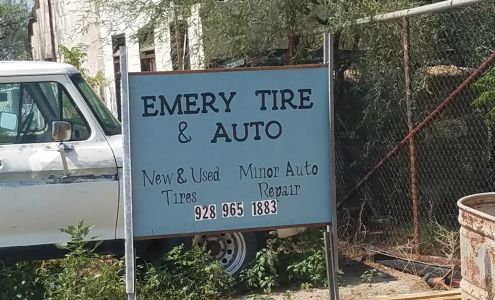 EMERY TIRE
& AUTO
New & Used Minor Auto
Tires Repair
928 965 1883